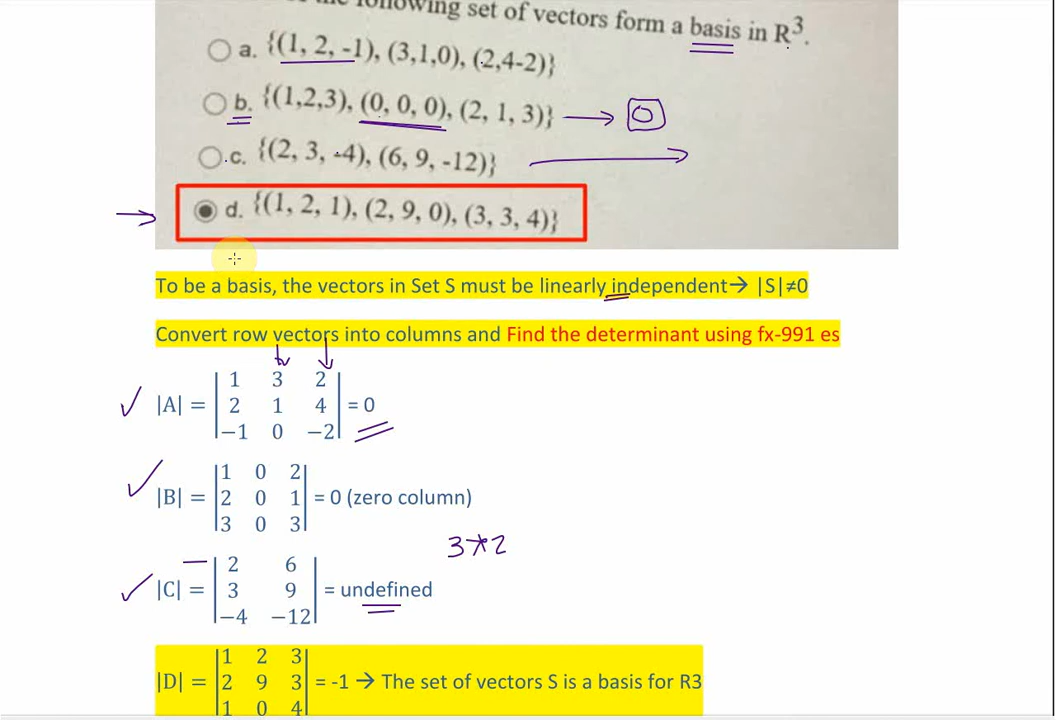 following set of vectors form a basis in R³.
a. {(1, 2, -1), (3,1,0), (2,4-2)}
b. {(1,2,3), (0, 0, 0), (2, 1, 3)} → 0
c. {(2, 3, -4), (6, 9, -12)}
d. {(1, 2, 1), (2, 9, 0), (3, 3, 4)}
To be a basis, the vectors in Set S must be linearly independent→ |S|≠0
Convert row vectors into columns and Find the determinant using fx-991 es
1 3 2
|A| = 2 1 4 = 0
−1 0 −2
1 0 2
|B| = 2 0 1 = 0 (zero column)
3 0 3
3*2
2 6
|C| = 3 9 = undefined
−4 −12
1 2 3
|D| = 2 9 3 = -1 → The set of vectors S is a basis for R3
1 0 4